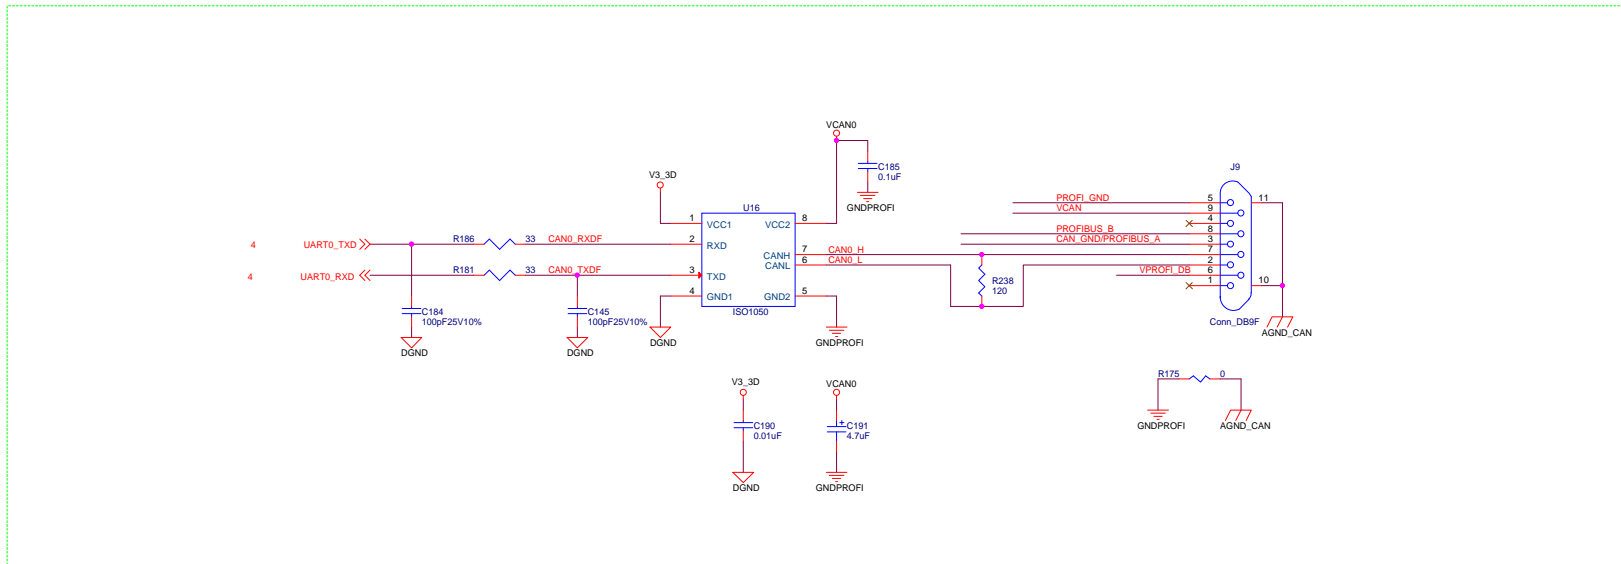 VCAN0
C185
0.1uF
GNDPROFI
V3_3D
U16
1
VCC1
VCC2
8
4
UART0_TXD
R186
33
CAN0_RXDF
2
RXD
CANH
7
CAN0_H
CANL
6
CAN0_L
4
UART0_RXD
R181
33
CAN0_TXDF
3
TXD
4
GND1
GND2
5
ISO1050
C184
100pF25V10%
DGND
C145
100pF25V10%
DGND
DGND
GNDPROFI
R238
120
J9
PROFI_GND
5
11
VCAN
9
4
PROFIBUS_B
8
CAN_GND/PROFIBUS_A
3
7
2
VPROFI_DB
6
1
10
Conn_DB9F
AGND_CAN
V3_3D
C190
0.01uF
DGND
VCAN0
+
C191
4.7uF
GNDPROFI
R175
0
GNDPROFI
AGND_CAN